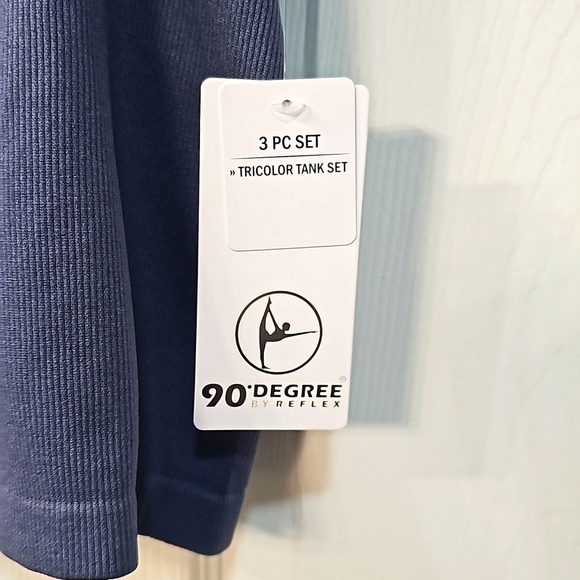 3 PC SET
» TRICOLOR TANK SET
90°DEGREE®
BY REFLEX